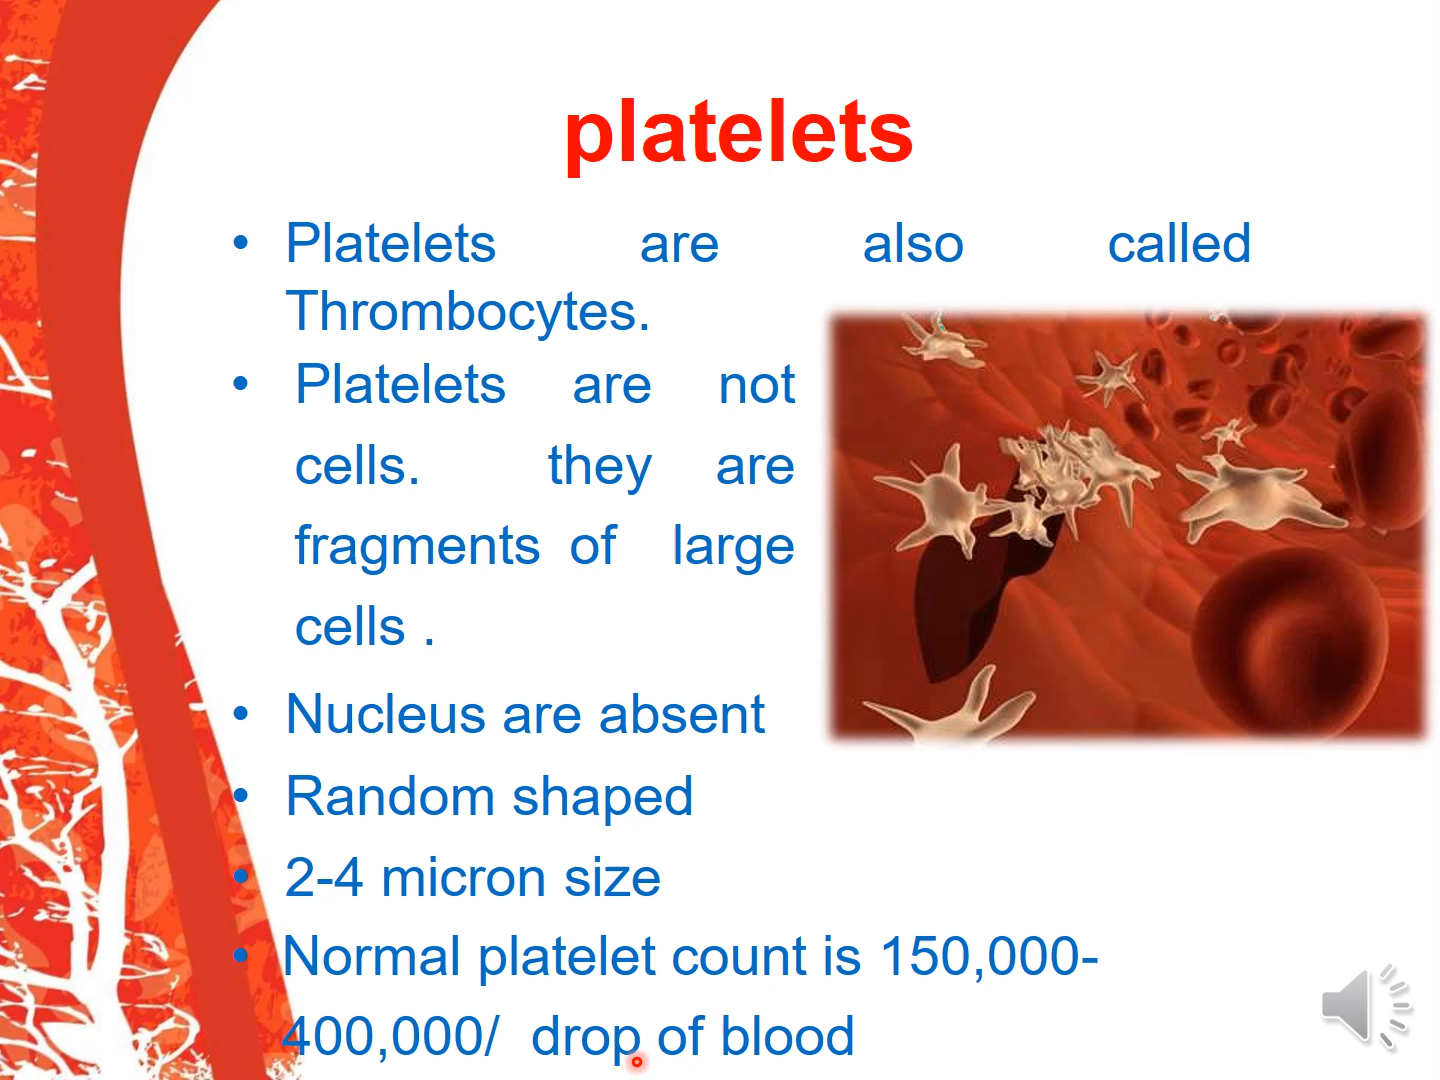 platelets
• Platelets are also called
Thrombocytes.
• Platelets are not
cells. they are
fragments of large
cells .
• Nucleus are absent
• Random shaped
• 2-4 micron size
• Normal platelet count is 150,000-
400,000/ drop of blood